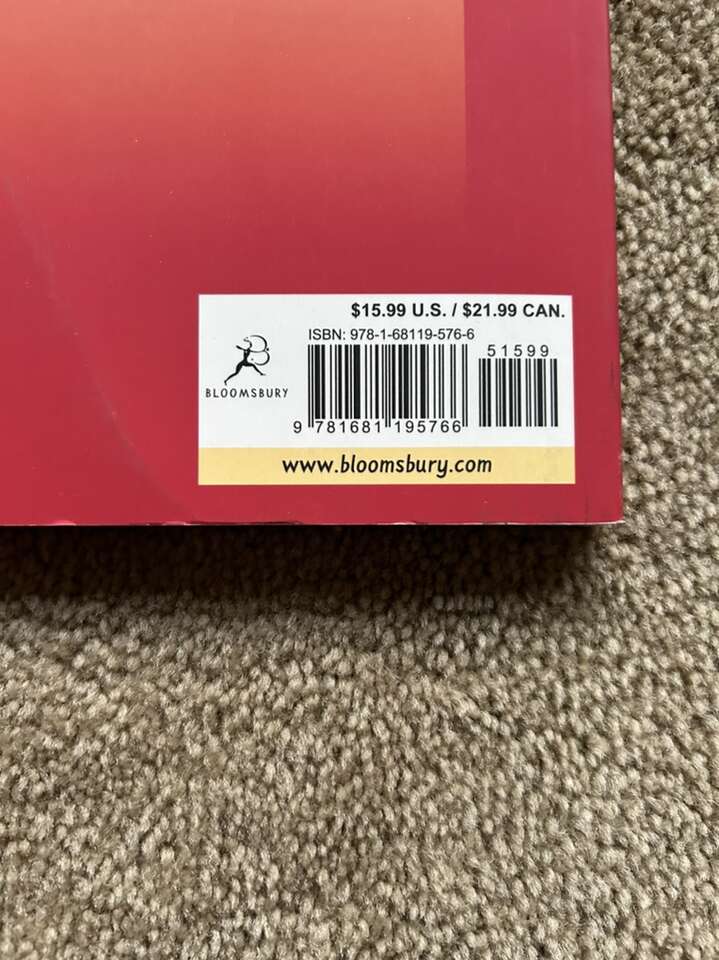 $15.99 U.S. / $21.99 CAN.
ISBN: 978-1-68119-576-6
51599
B
BLOOMSBURY
9 781681 195766
www.bloomsbury.com